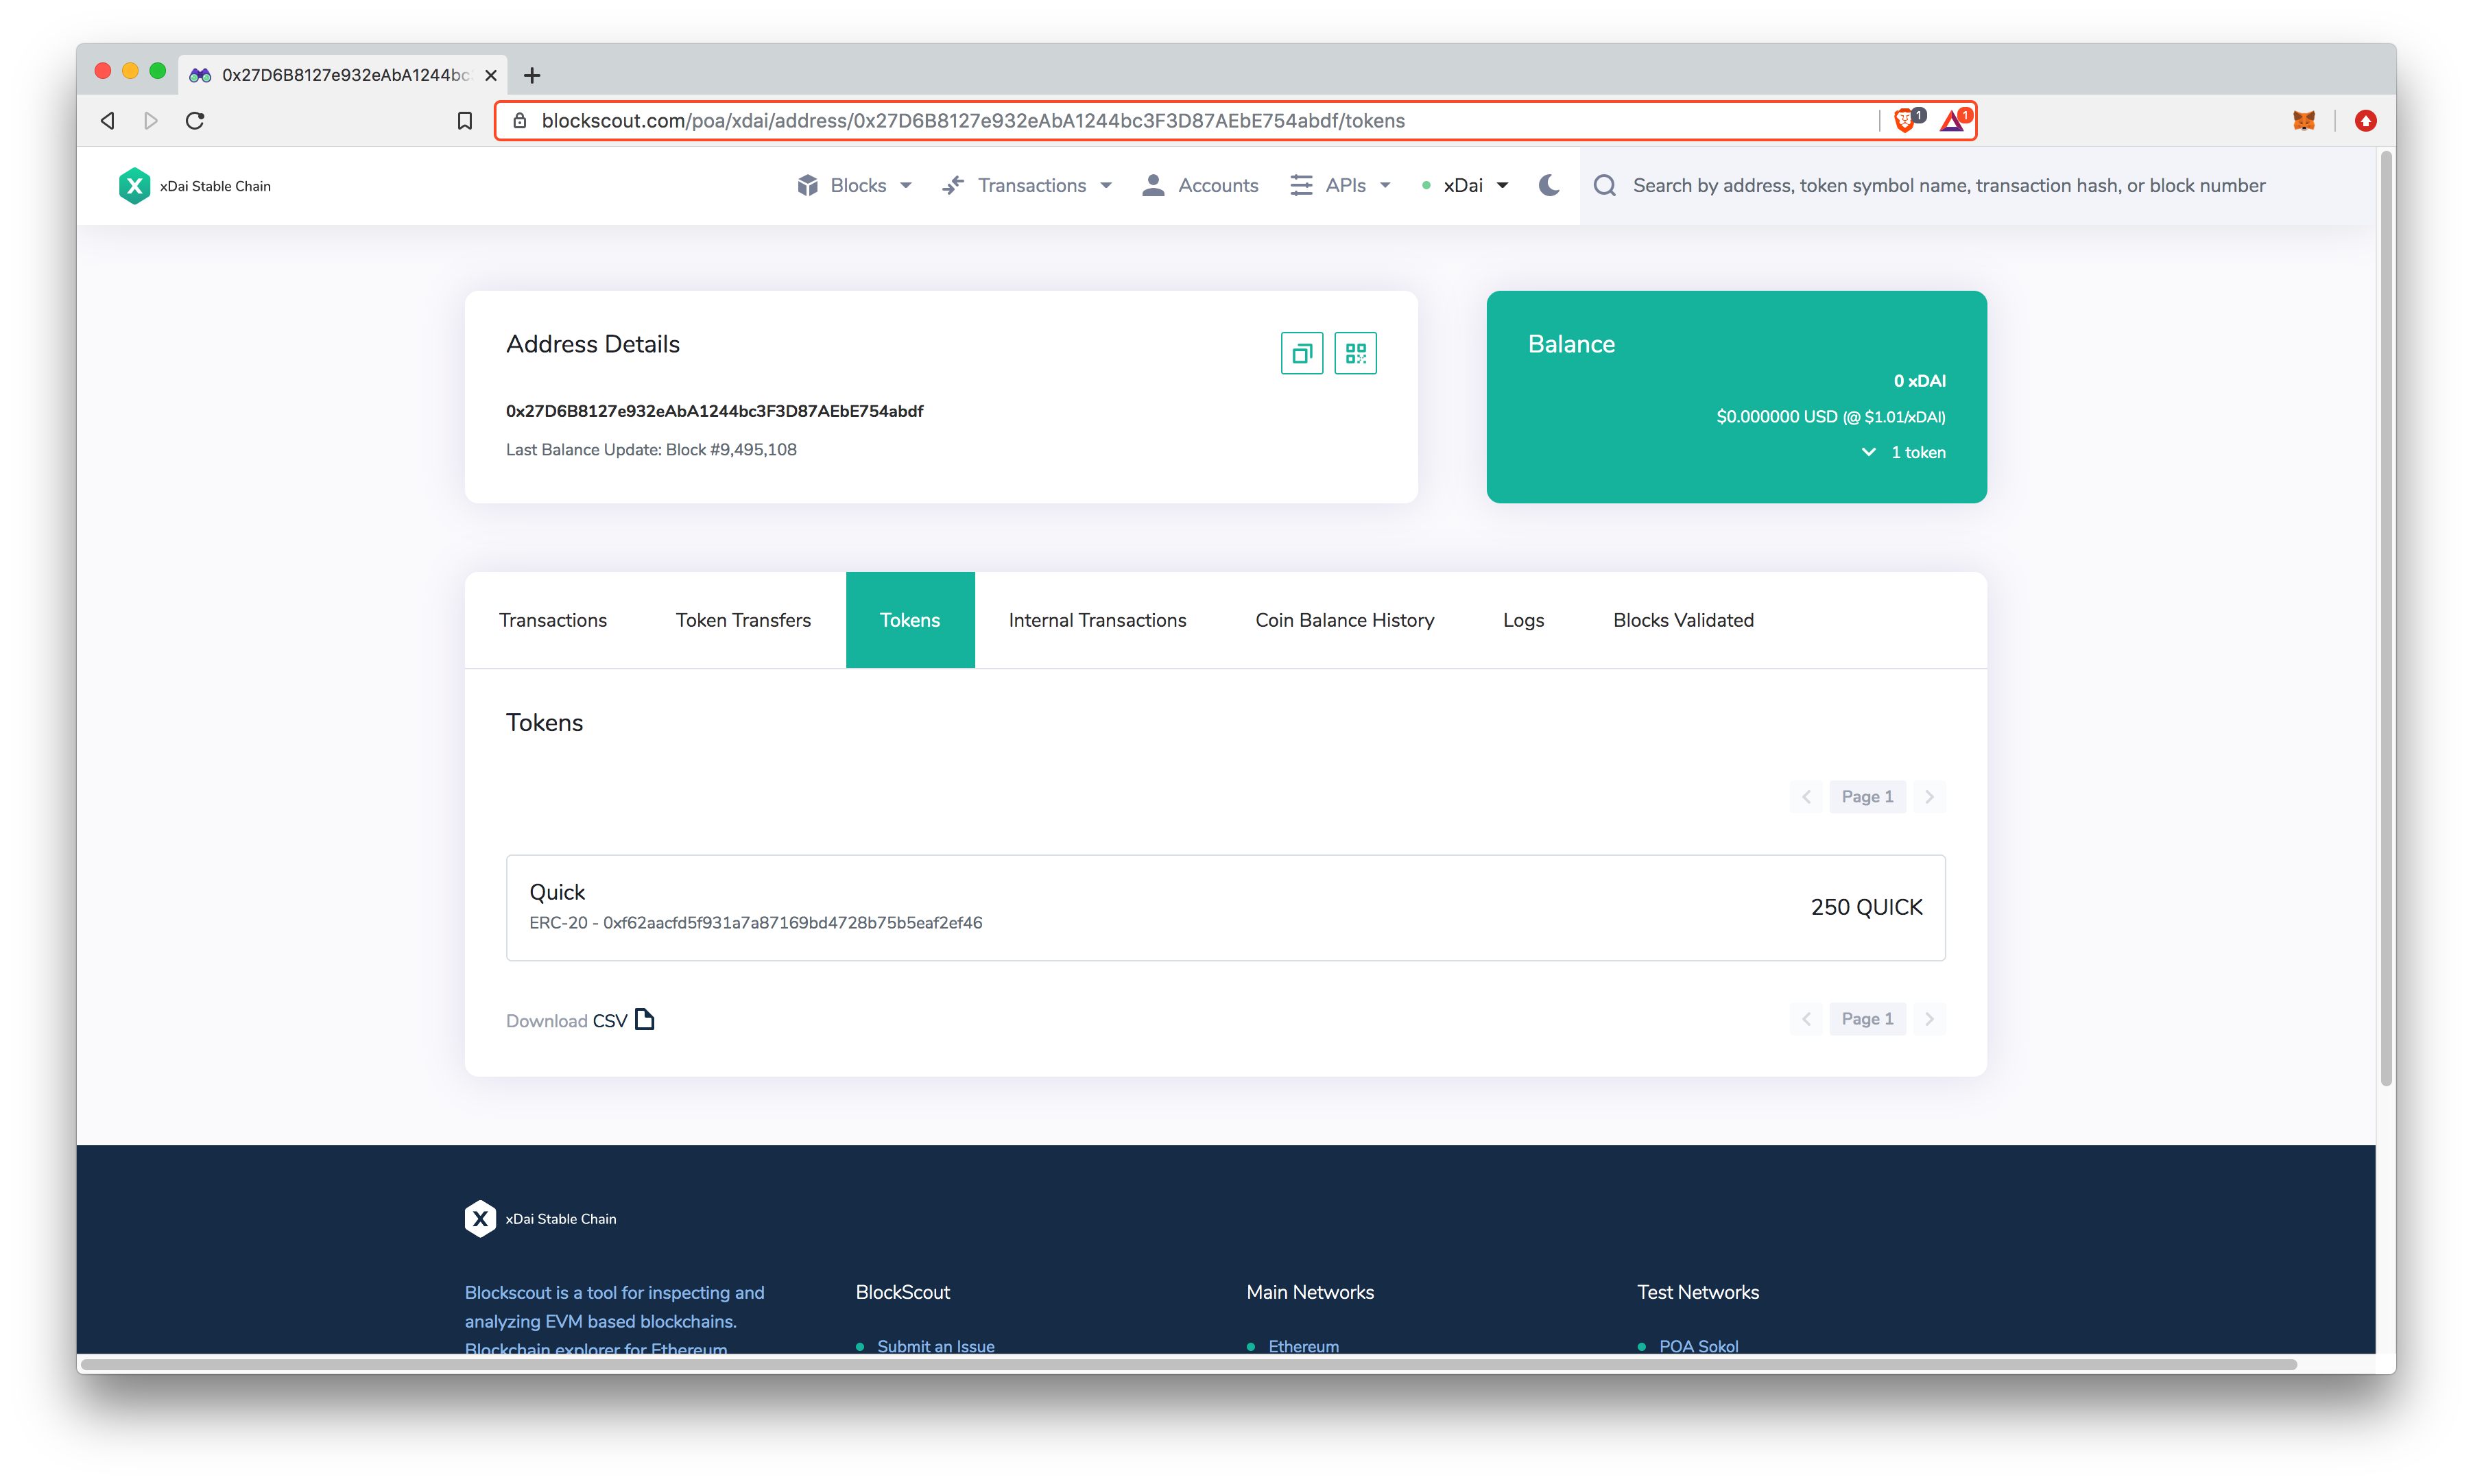 0x27D6B8127e932eAbA1244bc
blockscout.com/poa/xdai/address/0x27D6B8127e932eAbA1244bc3F3D87AEbE754abdf/tokens
1
1
xDai Stable Chain
Blocks
Transactions
Accounts
APIs
xDai
Search by address, token symbol name, transaction hash, or block number
Address Details
0x27D6B8127e932eAbA1244bc3F3D87AEbE754abdf
Last Balance Update: Block #9,495,108
Balance
0 xDAI
$0.000000 USD (@ $1.01/xDAI)
1 token
Transactions
Token Transfers
Tokens
Internal Transactions
Coin Balance History
Logs
Blocks Validated
Tokens
Page 1
Quick
ERC-20 - 0xf62aacfd5f931a7a87169bd4728b75b5eaf2ef46
250 QUICK
Download CSV
Page 1
xDai Stable Chain
Blockscout is a tool for inspecting and
analyzing EVM based blockchains.
Blockchain explorer for Ethereum
BlockScout
Submit an Issue
Main Networks
Ethereum
Test Networks
POA Sokol